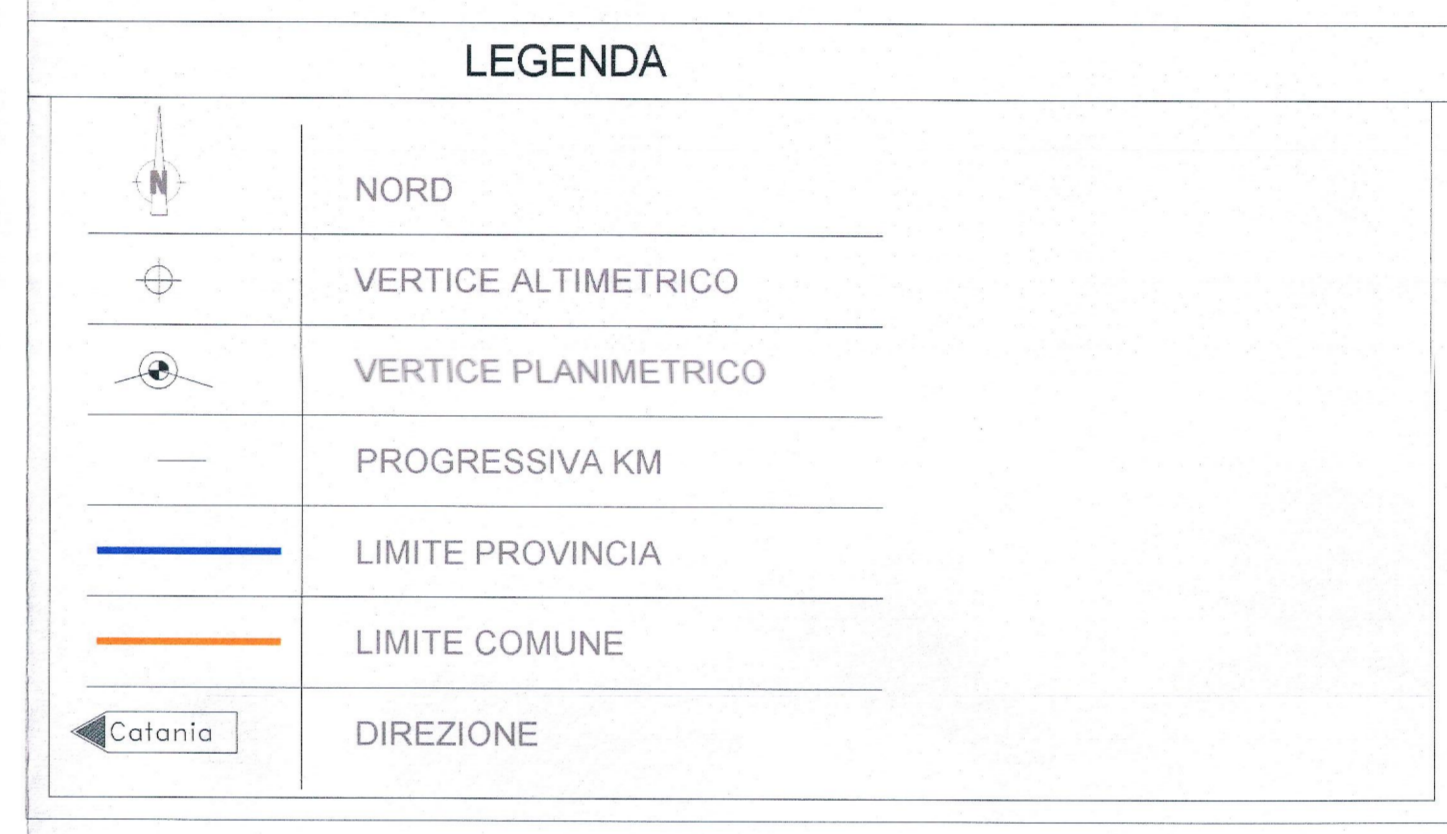 LEGENDA
N
NORD
VERTICE ALTIMETRICO
VERTICE PLANIMETRICO
PROGRESSIVA KM
LIMITE PROVINCIA
LIMITE COMUNE
Catania
DIREZIONE